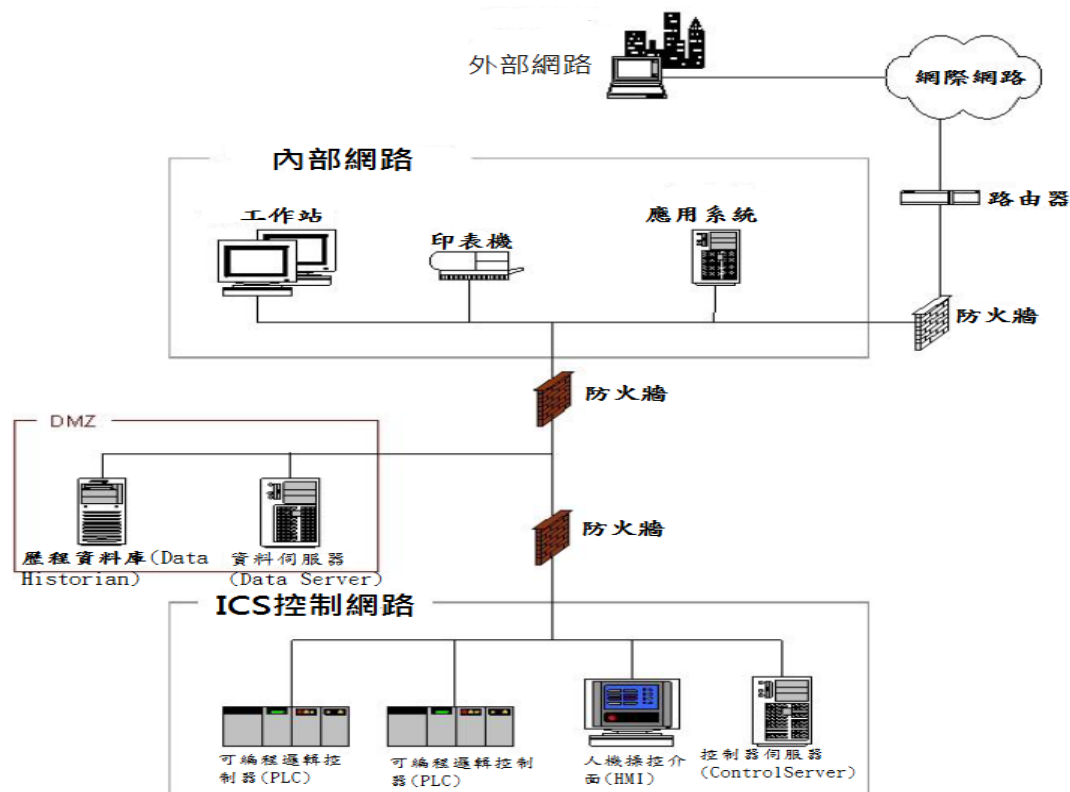 外部網路
網際網路
內部網路
路由器
工作站
印表機
應用系統
防火牆
防火牆
DMZ
防火牆
歷程資料庫(Data
Historian)
資料伺服器
(Data Server)
ICS控制網路
可編程邏輯控
制器(PLC)
可編程邏輯控制
器(PLC)
人機操控介
面(HMI)
控制器伺服器
(ControlServer)